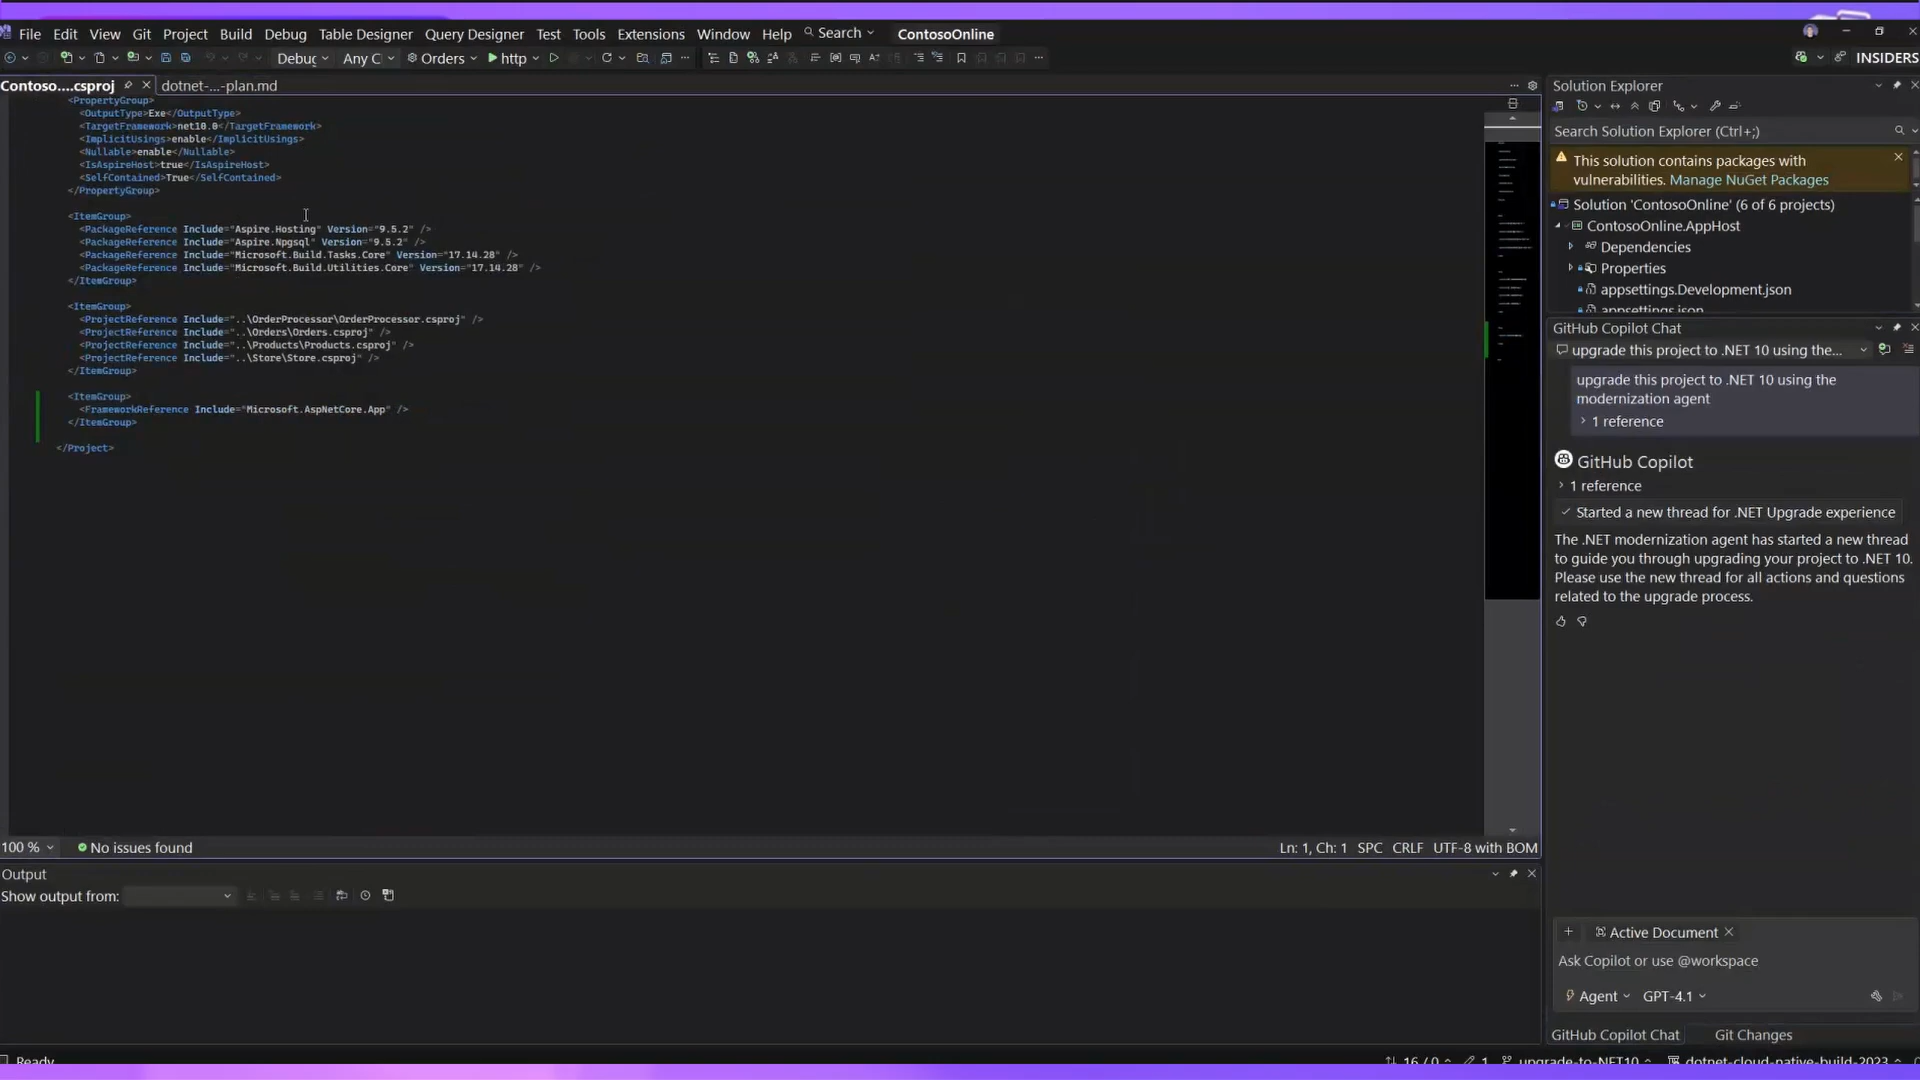 File Edit View Git Project Build Debug Table Designer Query Designer Test Tools Extensions Window Help Search ContosoOnline
Debug Any C Orders http INSIDERS
Contoso....csproj dotnet-...-plan.md
<PropertyGroup>
<OutputType>Exe</OutputType>
<TargetFramework>net10.0</TargetFramework>
<ImplicitUsings>enable</ImplicitUsings>
<Nullable>enable</Nullable>
<IsAspireHost>true</IsAspireHost>
<SelfContained>True</SelfContained>
</PropertyGroup>
<ItemGroup>
<PackageReference Include="Aspire.Hosting" Version="9.5.2" />
<PackageReference Include="Aspire.Npgsql" Version="9.5.2" />
<PackageReference Include="Microsoft.Build.Tasks.Core" Version="17.14.28" />
<PackageReference Include="Microsoft.Build.Utilities.Core" Version="17.14.28" />
</ItemGroup>
<ItemGroup>
<ProjectReference Include="..\OrderProcessor\OrderProcessor.csproj" />
<ProjectReference Include="..\Orders\Orders.csproj" />
<ProjectReference Include="..\Products\Products.csproj" />
<ProjectReference Include="..\Store\Store.csproj" />
</ItemGroup>
<ItemGroup>
<FrameworkReference Include="Microsoft.AspNetCore.App" />
</ItemGroup>
</Project>
100 % No issues found Ln: 1, Ch: 1 SPC CRLF UTF-8 with BOM
Output
Show output from:
Solution Explorer
Search Solution Explorer (Ctrl+;)
This solution contains packages with
vulnerabilities. Manage NuGet Packages
Solution 'ContosoOnline' (6 of 6 projects)
ContosoOnline.AppHost
Dependencies
Properties
appsettings.Development.json
appsettings.json
GitHub Copilot Chat
upgrade this project to .NET 10 using the...
upgrade this project to .NET 10 using the
modernization agent
1 reference
GitHub Copilot
1 reference
Started a new thread for .NET Upgrade experience
The .NET modernization agent has started a new thread
to guide you through upgrading your project to .NET 10.
Please use the new thread for all actions and questions
related to the upgrade process.
Active Document
Ask Copilot or use @workspace
Agent GPT-4.1
GitHub Copilot Chat Git Changes
Ready 16 / 0 1 upgrade-to-NET10 dotnet-cloud-native-build-2023